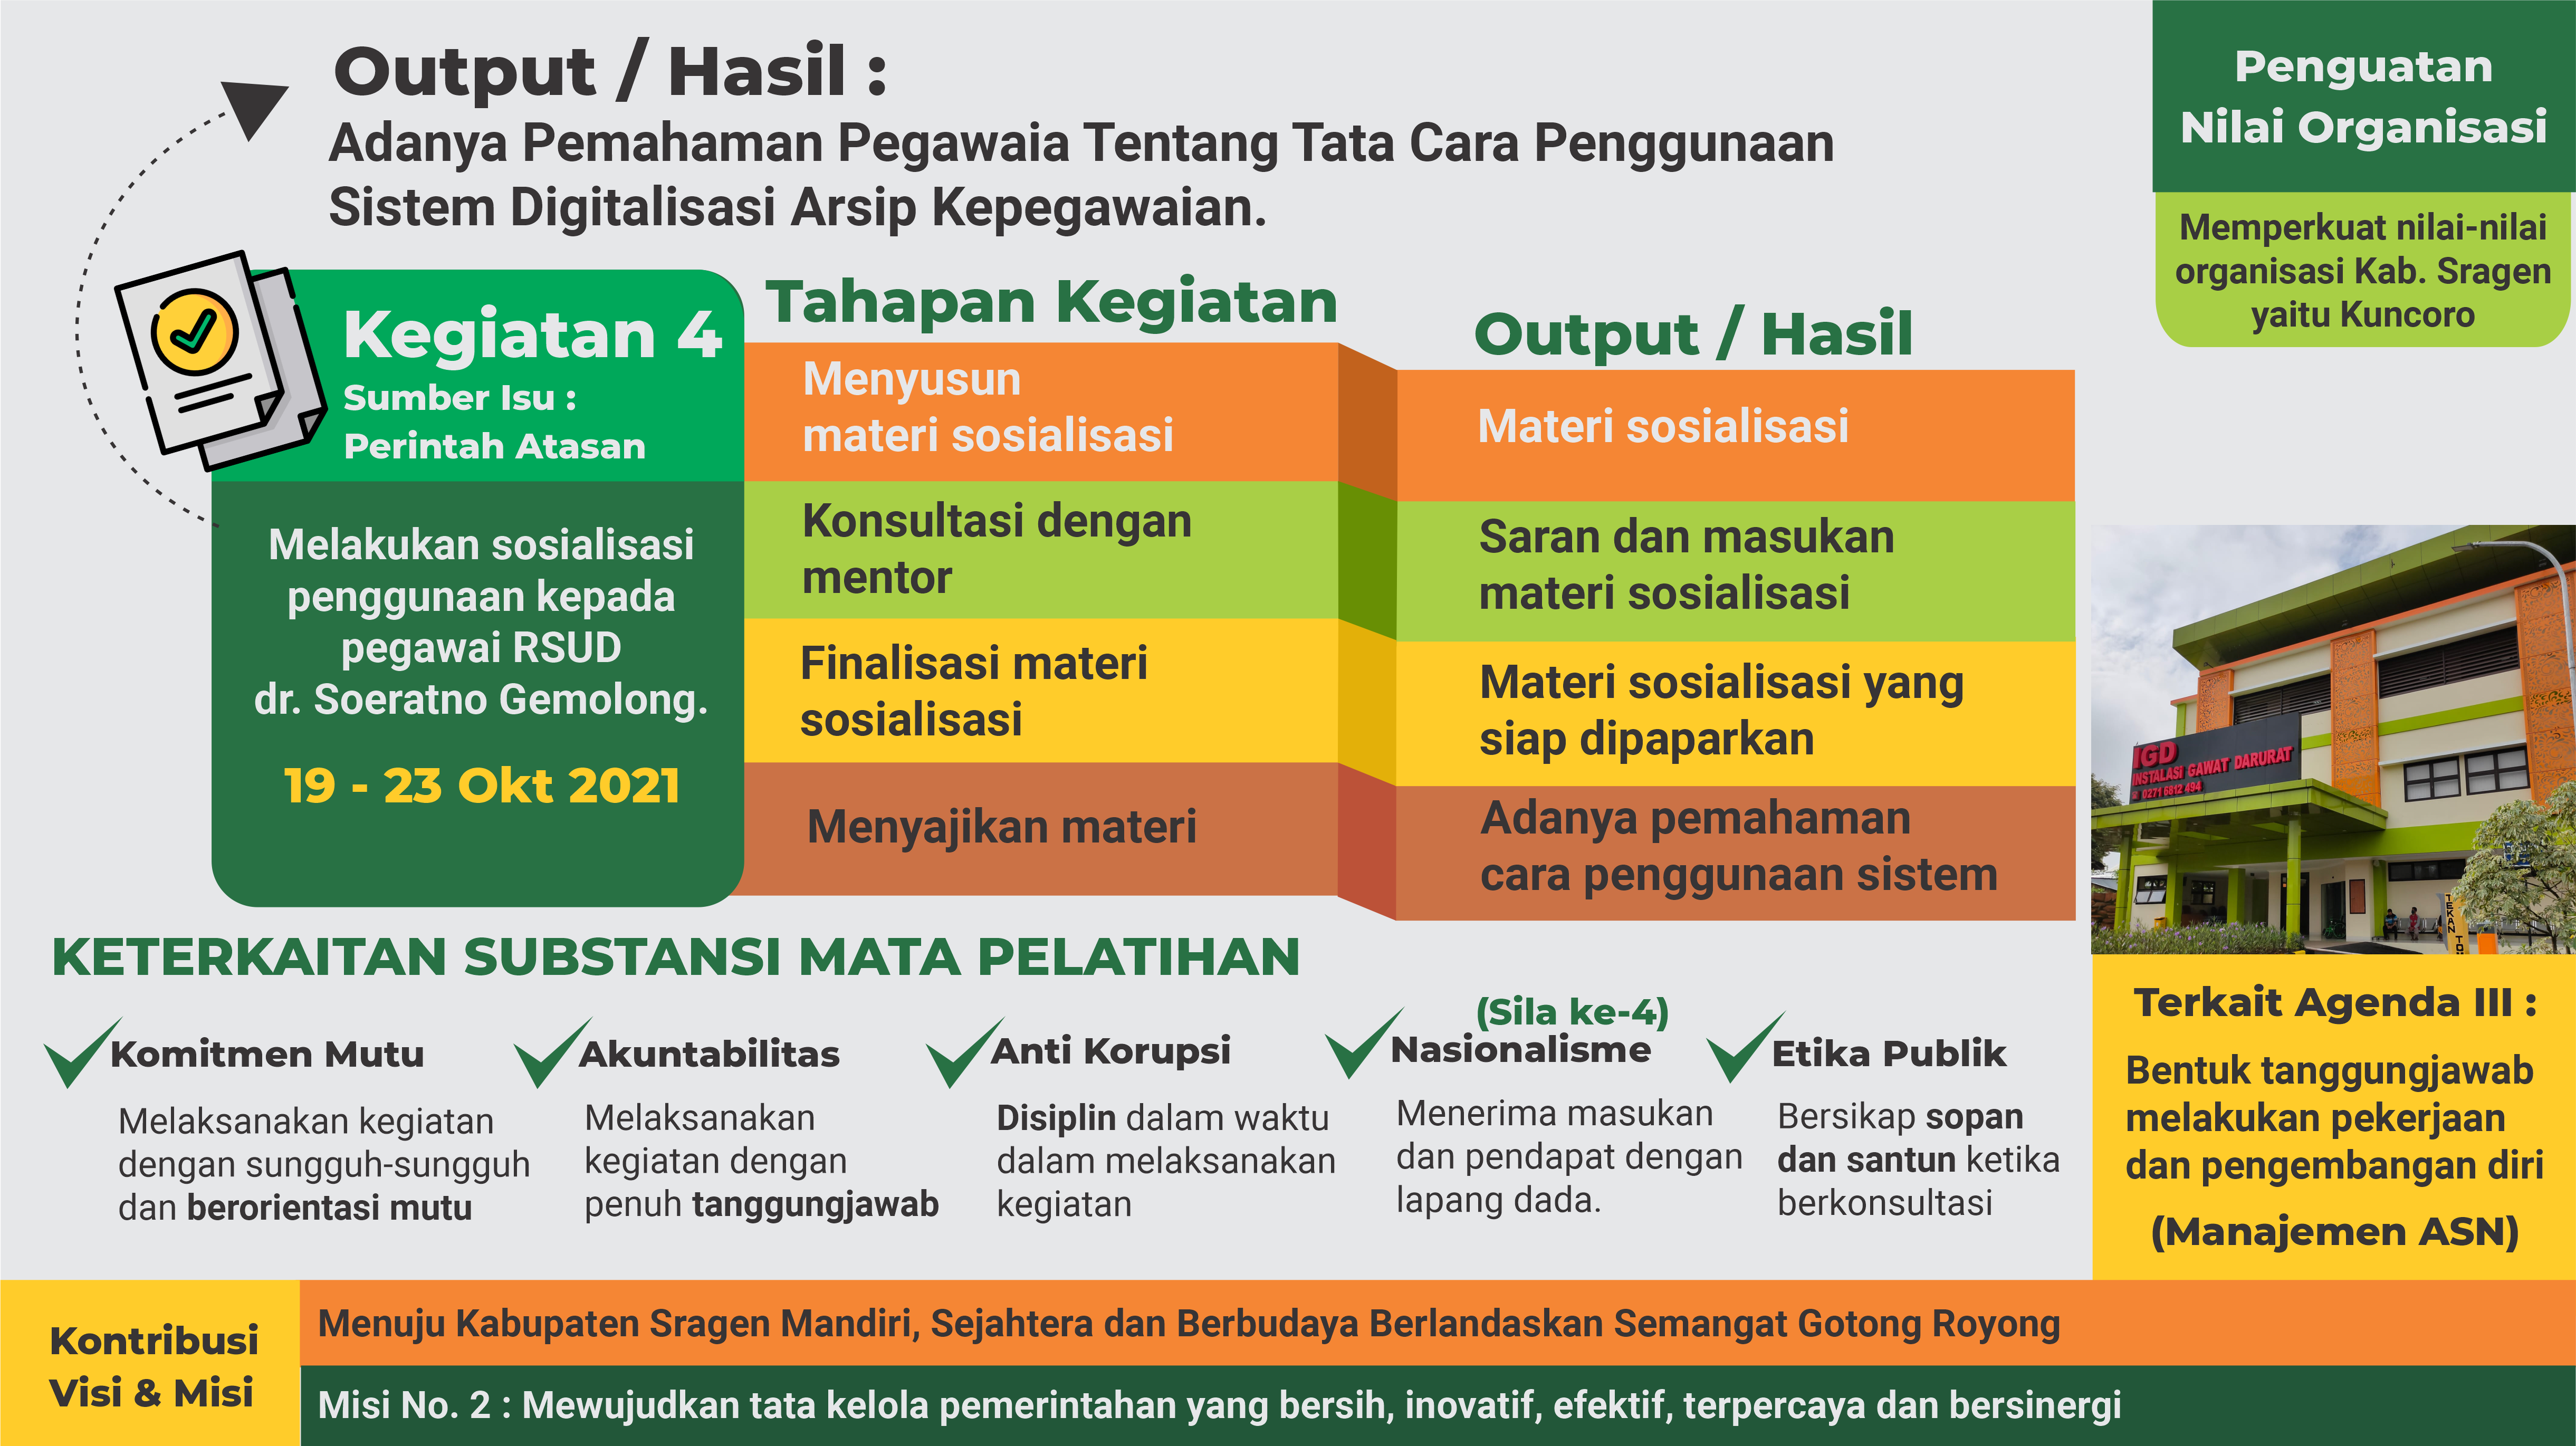 Output / Hasil :
Adanya Pemahaman Pegawaia Tentang Tata Cara Penggunaan
Sistem Digitalisasi Arsip Kepegawaian.
Penguatan
Nilai Organisasi
Memperkuat nilai-nilai
organisasi Kab. Sragen
yaitu Kuncoro
Kegiatan 4
Sumber Isu :
Perintah Atasan
Melakukan sosialisasi
penggunaan kepada
pegawai RSUD
dr. Soeratno Gemolong.
19 - 23 Okt 2021
Tahapan Kegiatan
Menyusun
materi sosialisasi
Konsultasi dengan
mentor
Finalisasi materi
sosialisasi
Menyajikan materi
Output / Hasil
Materi sosialisasi
Saran dan masukan
materi sosialisasi
Materi sosialisasi yang
siap dipaparkan
Adanya pemahaman
cara penggunaan sistem
IGD
INSTALASI GAWAT DARURAT
0271 6812 494
TEKAN
KETERKAITAN SUBSTANSI MATA PELATIHAN
Komitmen Mutu
Melaksanakan kegiatan
dengan sungguh-sungguh
dan berorientasi mutu
Akuntabilitas
Melaksanakan
kegiatan dengan
penuh tanggungjawab
Anti Korupsi
Disiplin dalam waktu
dalam melaksanakan
kegiatan
(Sila ke-4)
Nasionalisme
Menerima masukan
dan pendapat dengan
lapang dada.
Etika Publik
Bersikap sopan
dan santun ketika
berkonsultasi
Terkait Agenda III :
Bentuk tanggungjawab
melakukan pekerjaan
dan pengembangan diri
(Manajemen ASN)
Kontribusi
Visi & Misi
Menuju Kabupaten Sragen Mandiri, Sejahtera dan Berbudaya Berlandaskan Semangat Gotong Royong
Misi No. 2 : Mewujudkan tata kelola pemerintahan yang bersih, inovatif, efektif, terpercaya dan bersinergi